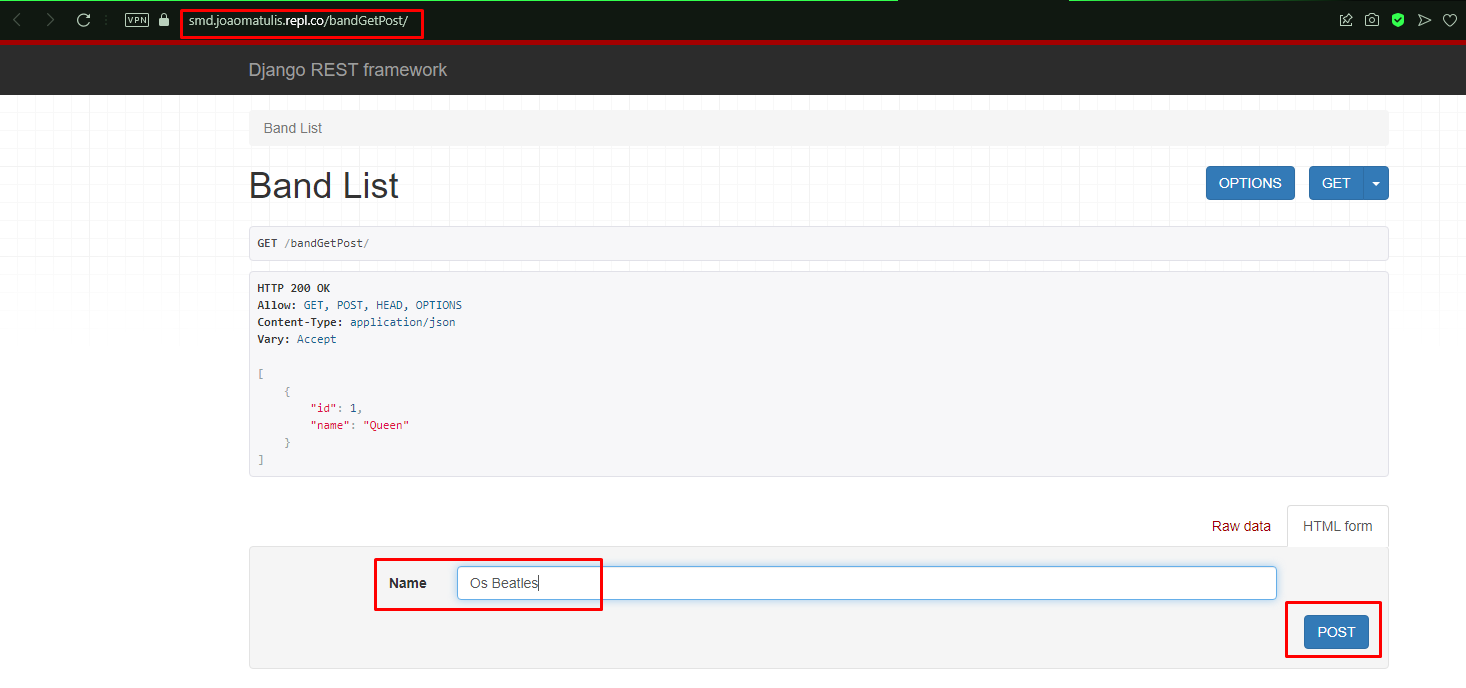 VPN smd.joaomatulis.repl.co/bandGetPost/
Django REST framework
Band List
Band List
OPTIONS GET
GET /bandGetPost/
HTTP 200 OK
Allow: GET, POST, HEAD, OPTIONS
Content-Type: application/json
Vary: Accept
[
{
"id": 1,
"name": "Queen"
}
]
Raw data HTML form
Name Os Beatles
POST